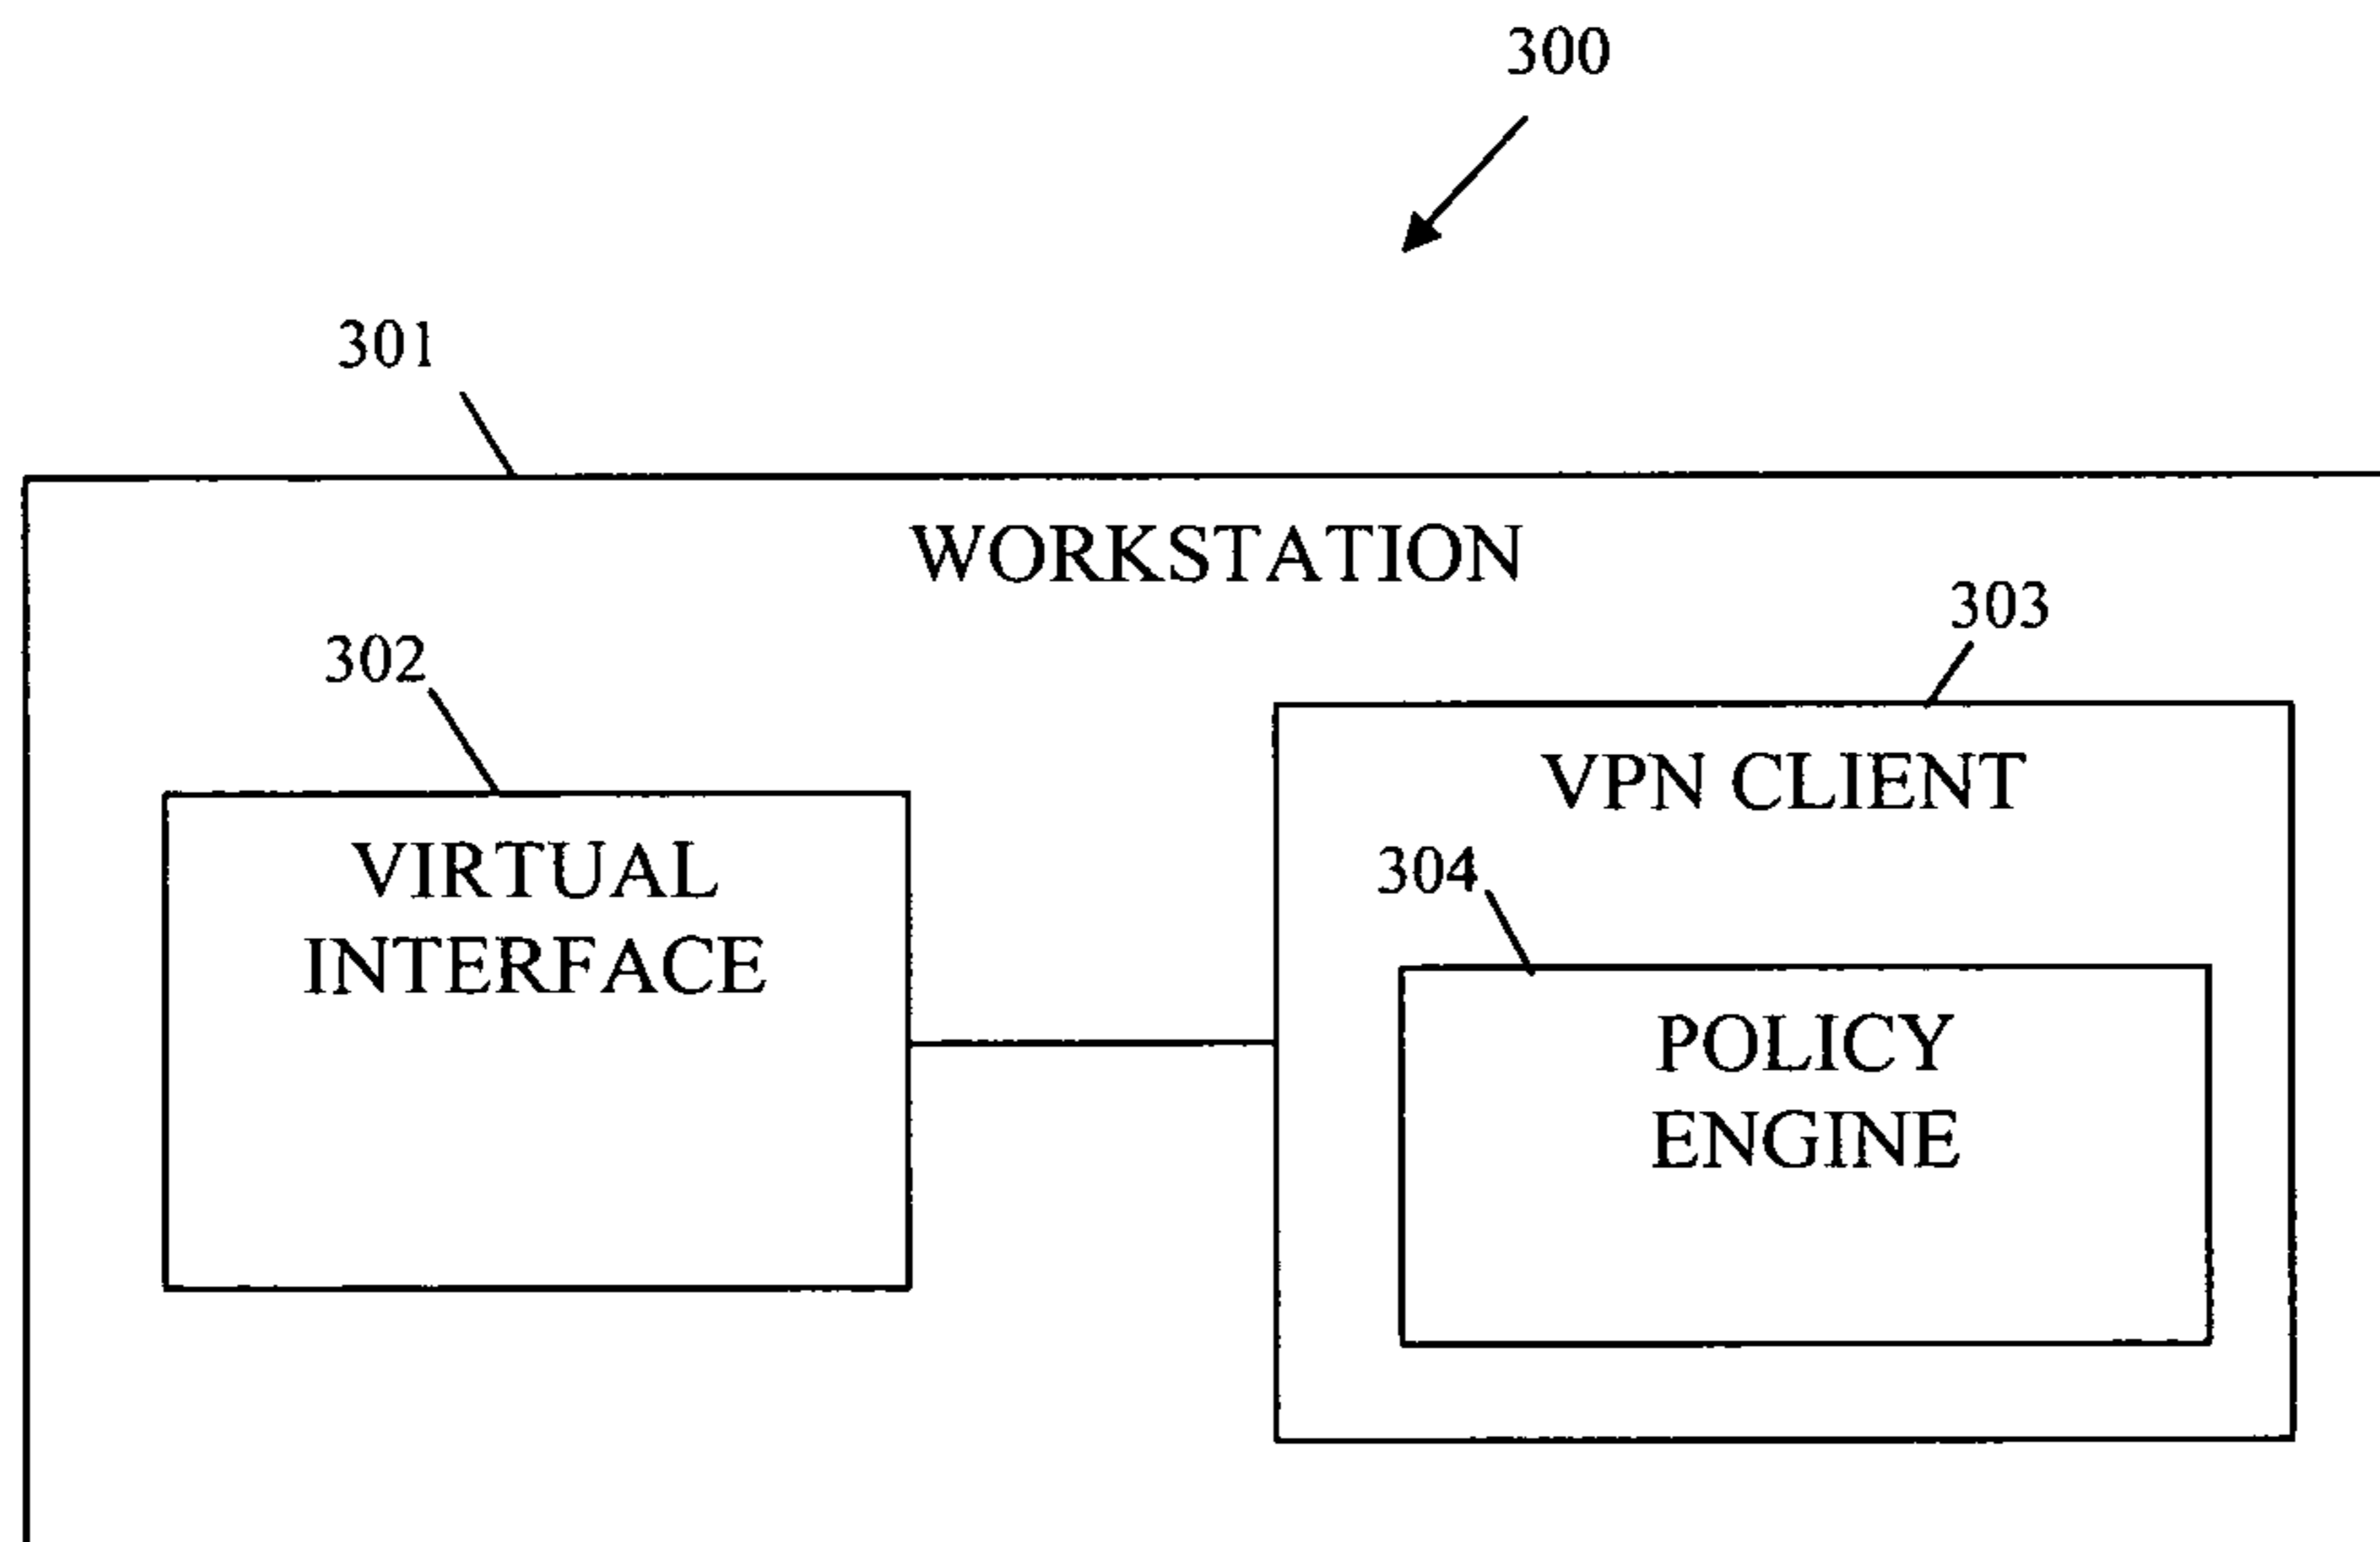 300
301
WORKSTATION
303
302
VPN CLIENT
VIRTUAL
INTERFACE
304
POLICY
ENGINE